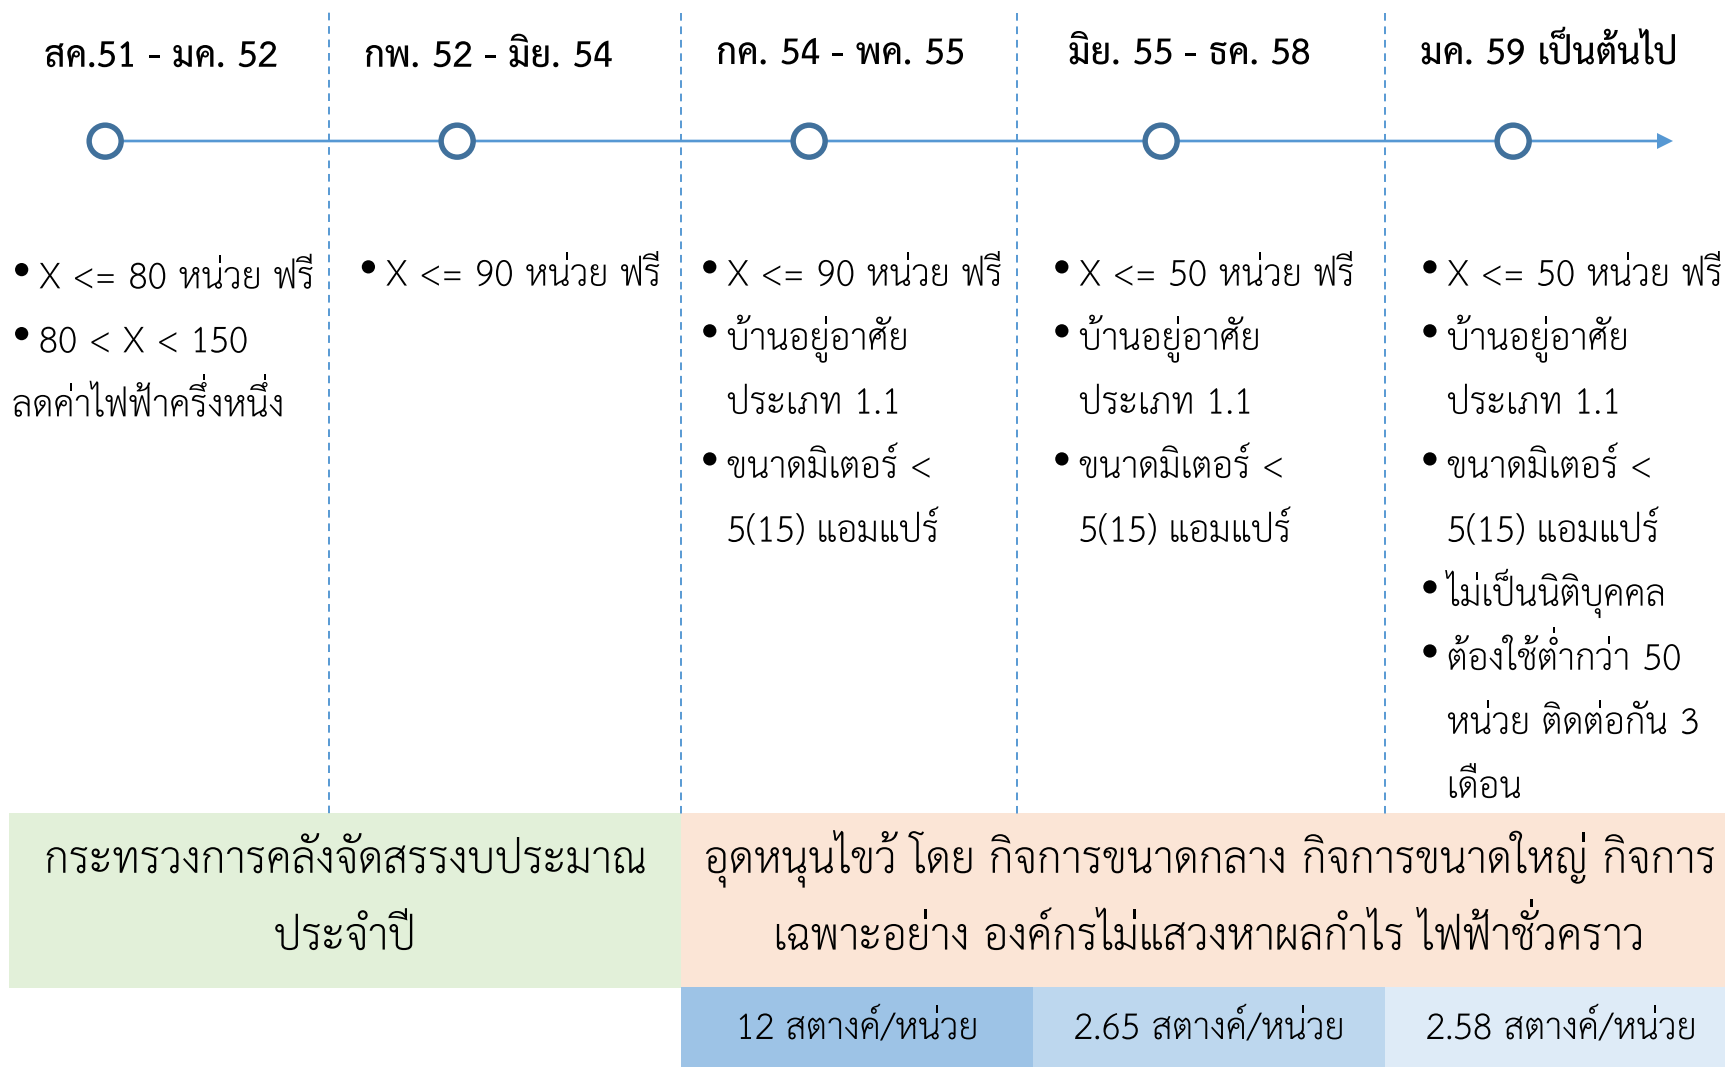 สค.51 - มค. 52
กพ. 52 - มิย. 54
กค. 54 - พค. 55
มิย. 55 - ธค. 58
มค. 59 เป็นต้นไป
• X <= 80 หน่วย ฟรี
• 80 < X < 150
ลดค่าไฟฟ้าครึ่งหนึ่ง
• X <= 90 หน่วย ฟรี
• X <= 90 หน่วย ฟรี
• บ้านอยู่อาศัย
ประเภท 1.1
• ขนาดมิเตอร์ <
5(15) แอมแปร์
• X <= 50 หน่วย ฟรี
• บ้านอยู่อาศัย
ประเภท 1.1
• ขนาดมิเตอร์ <
5(15) แอมแปร์
• X <= 50 หน่วย ฟรี
• บ้านอยู่อาศัย
ประเภท 1.1
• ขนาดมิเตอร์ <
5(15) แอมแปร์
• ไม่เป็นนิติบุคคล
• ต้องใช้ต่ำกว่า 50
หน่วย ติดต่อกัน 3
เดือน
กระทรวงการคลังจัดสรรงบประมาณ
ประจำปี
อุดหนุนไขว้ โดย กิจการขนาดกลาง กิจการขนาดใหญ่ กิจการ
เฉพาะอย่าง องค์กรไม่แสวงหาผลกำไร ไฟฟ้าชั่วคราว
12 สตางค์/หน่วย
2.65 สตางค์/หน่วย
2.58 สตางค์/หน่วย